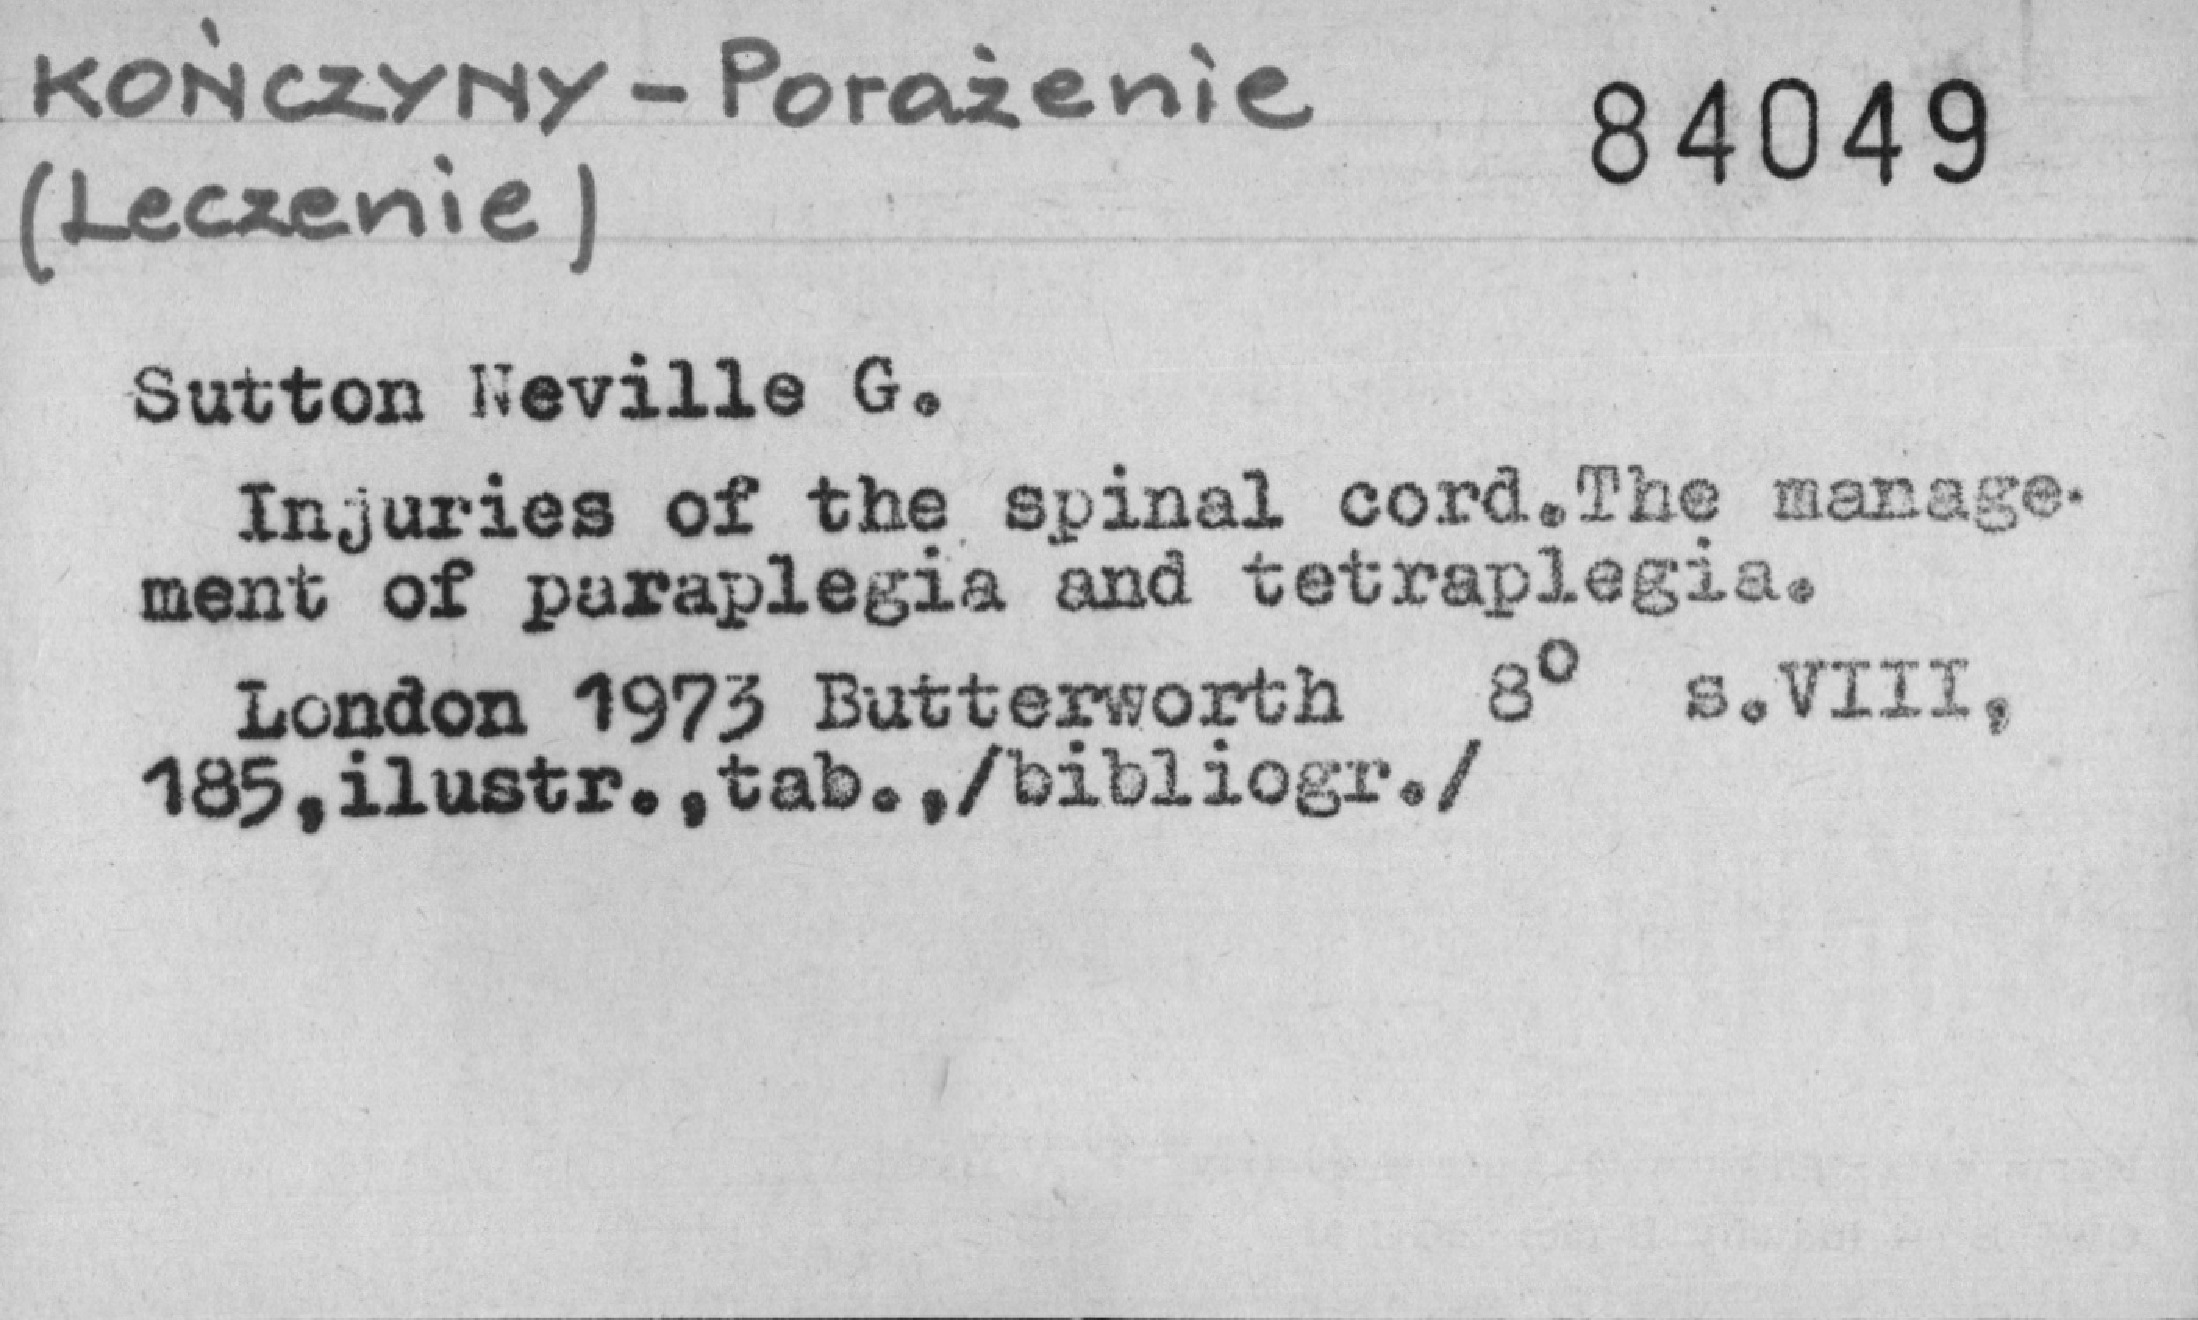 KOŃCZYNY - Porażenie 84049
(Leczenie)
Sutton Neville G.
Injuries of the spinal cord.The manage-
ment of paraplegia and tetraplegia.
London 1973 Butterworth 8° s.VIII,
185,ilustr.,tab.,/bibliogr./